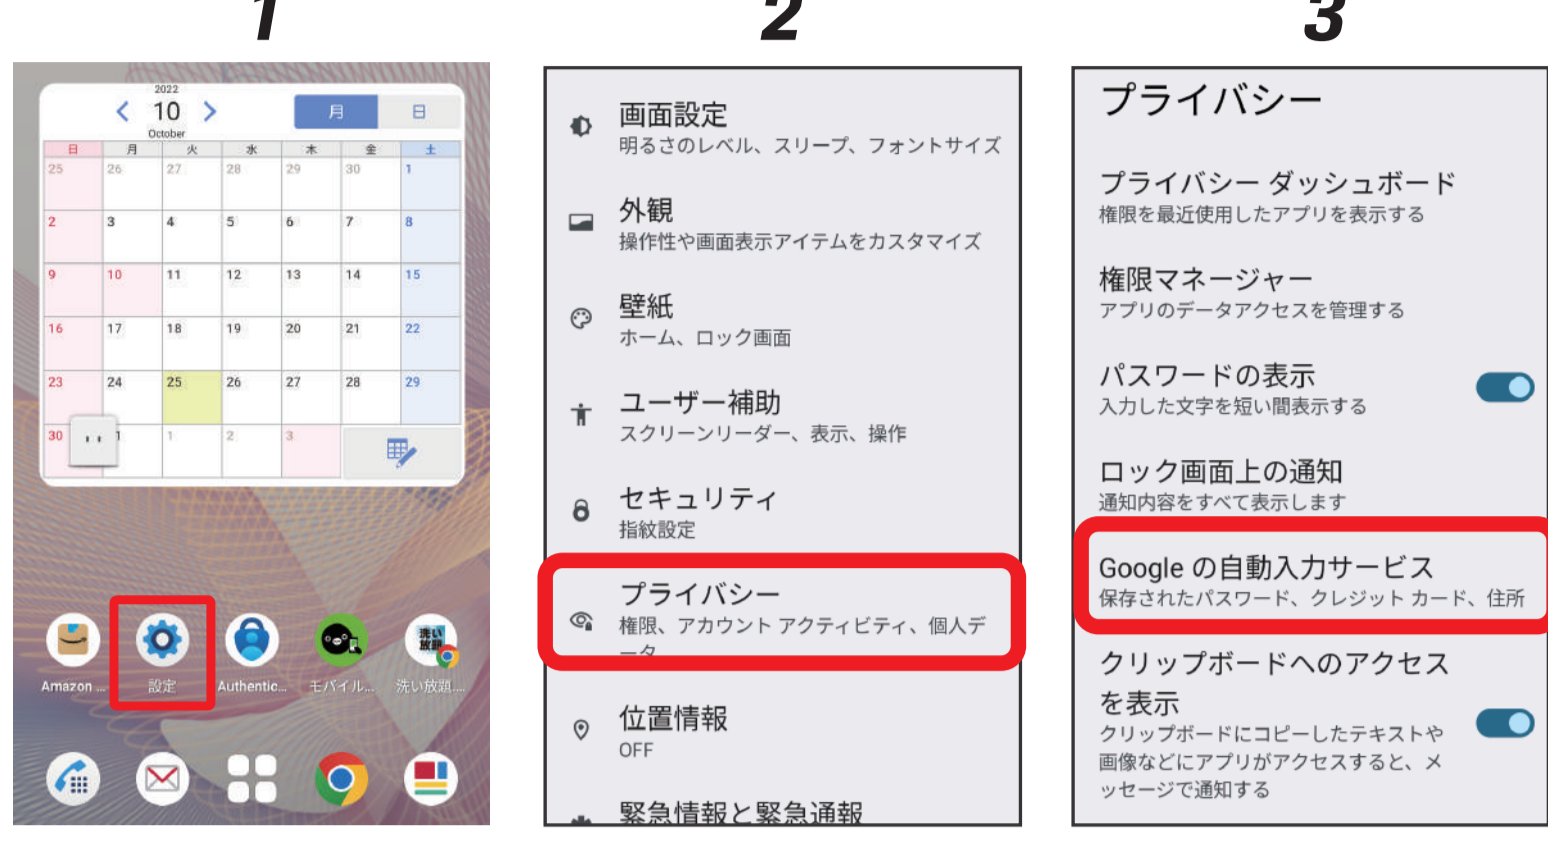 1
2022
10
October
月 日
日 月 火 水 木 金 土
25 26 27 28 29 30 1
2 3 4 5 6 7 8
9 10 11 12 13 14 15
16 17 18 19 20 21 22
23 24 25 26 27 28 29
30 1 1 2 3
Amazon ... 設定 Authentic... モバイル... 洗い放題...
洗い
放題
2
画面設定
明るさのレベル、スリープ、フォントサイズ
外観
操作性や画面表示アイテムをカスタマイズ
壁紙
ホーム、ロック画面
ユーザー補助
スクリーンリーダー、表示、操作
セキュリティ
指紋設定
プライバシー
権限、アカウント アクティビティ、個人デ
ータ
位置情報
OFF
緊急情報と緊急通報
3
プライバシー
プライバシー ダッシュボード
権限を最近使用したアプリを表示する
権限マネージャー
アプリのデータアクセスを管理する
パスワードの表示
入力した文字を短い間表示する
ロック画面上の通知
通知内容をすべて表示します
Google の自動入力サービス
保存されたパスワード、クレジット カード、住所
クリップボードへのアクセス
を表示
クリップボードにコピーしたテキストや
画像などにアプリがアクセスすると、メ
ッセージで通知する